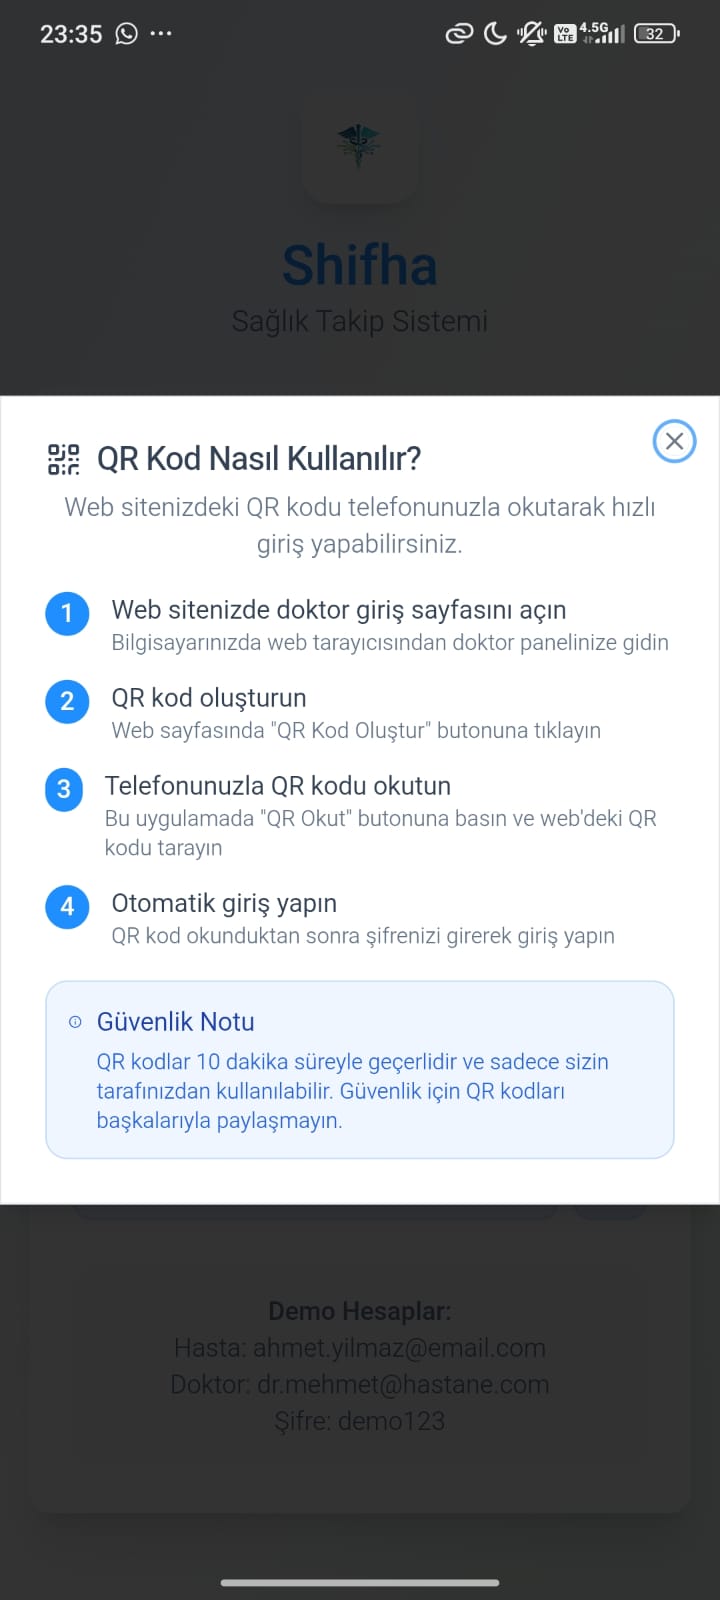 23:35
Vo
LTE
4.5G
32
Shifha
Sağlık Takip Sistemi
QR Kod Nasıl Kullanılır?
Web sitenizdeki QR kodu telefonunuzla okutarak hızlı
giriş yapabilirsiniz.
1
Web sitenizde doktor giriş sayfasını açın
Bilgisayarınızda web tarayıcısından doktor panelinize gidin
2
QR kod oluşturun
Web sayfasında "QR Kod Oluştur" butonuna tıklayın
3
Telefonunuzla QR kodu okutun
Bu uygulamada "QR Okut" butonuna basın ve web'deki QR
kodu tarayın
4
Otomatik giriş yapın
QR kod okunduktan sonra şifrenizi girerek giriş yapın
Güvenlik Notu
QR kodlar 10 dakika süreyle geçerlidir ve sadece sizin
tarafınızdan kullanılabilir. Güvenlik için QR kodları
başkalarıyla paylaşmayın.
Demo Hesaplar:
Hasta: ahmet.yilmaz@email.com
Doktor: dr.mehmet@hastane.com
Şifre: demo123